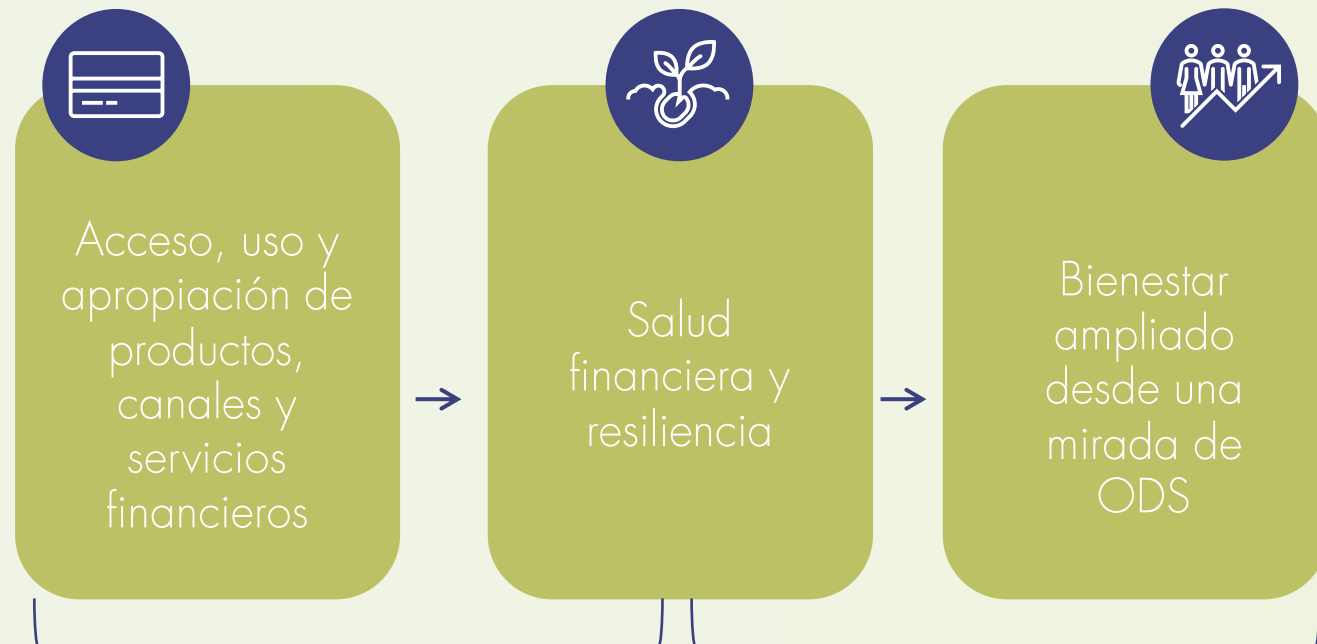 Acceso, uso y
apropiación de
productos,
canales y
servicios
financieros
Salud
financiera y
resiliencia
Bienestar
ampliado
desde una
mirada de
ODS